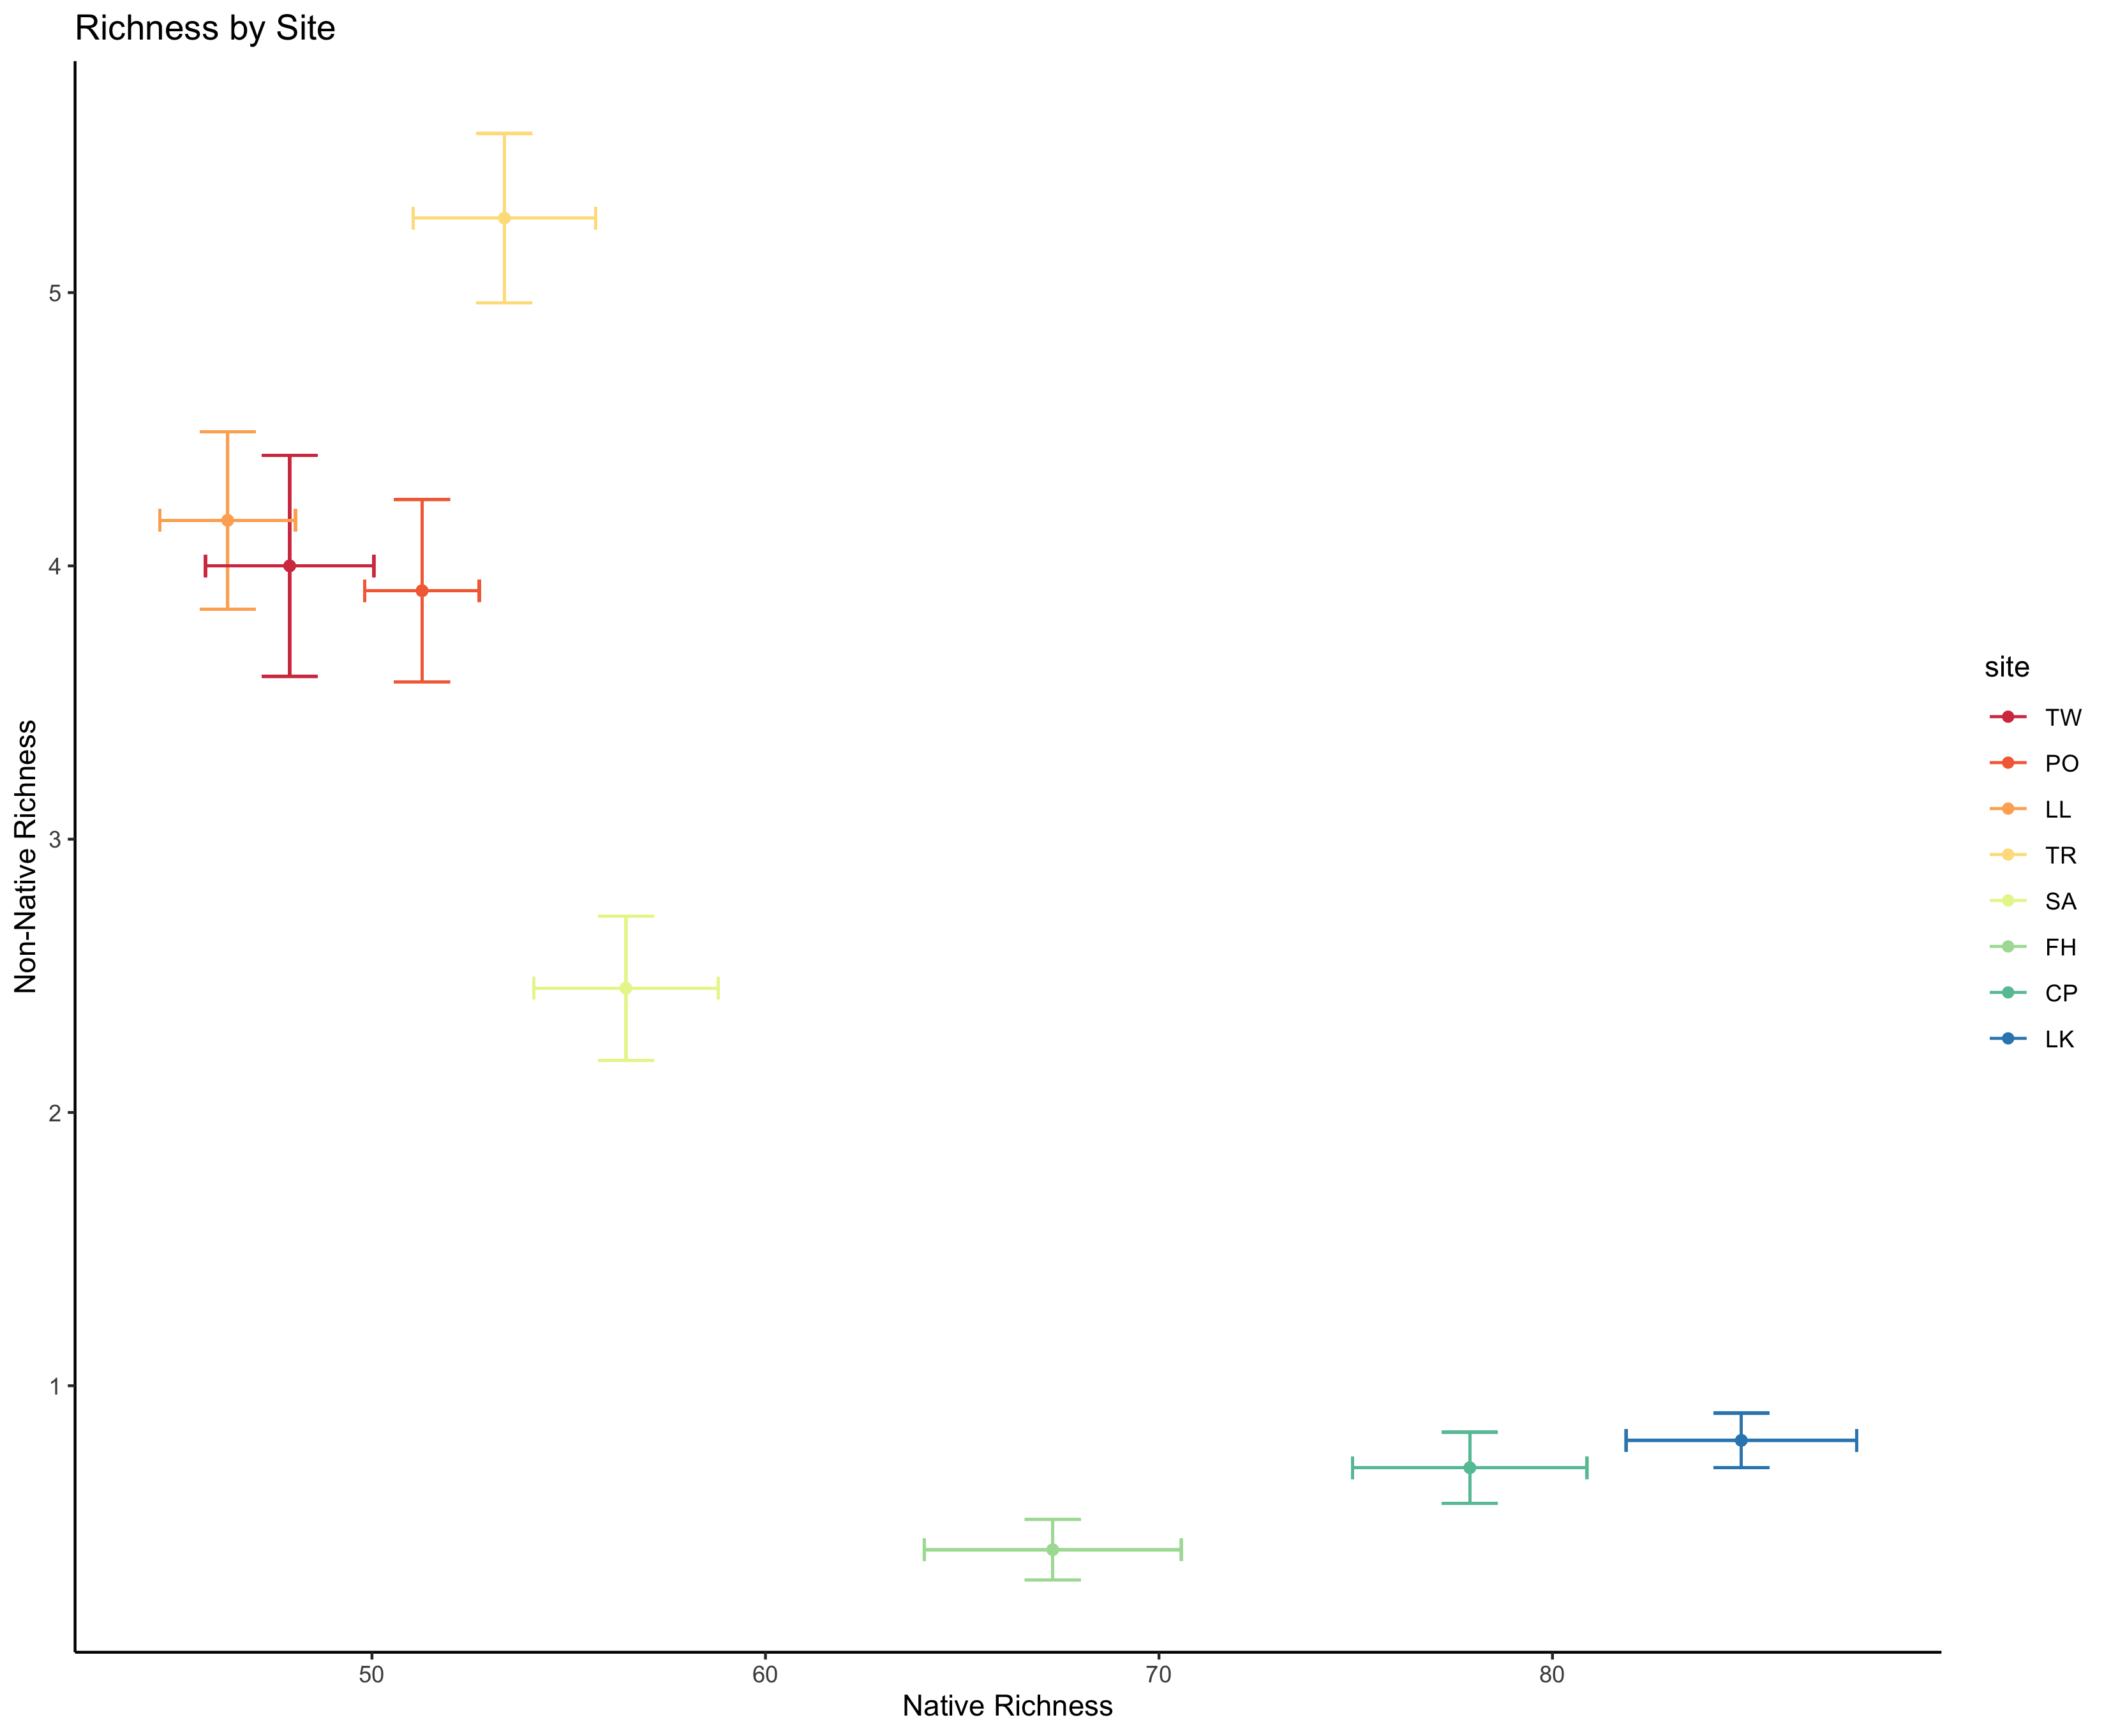 Richness by Site
Non-Native Richness
5
4
3
2
1
50
60
70
80
Native Richness
site
TW
PO
LL
TR
SA
FH
CP
LK